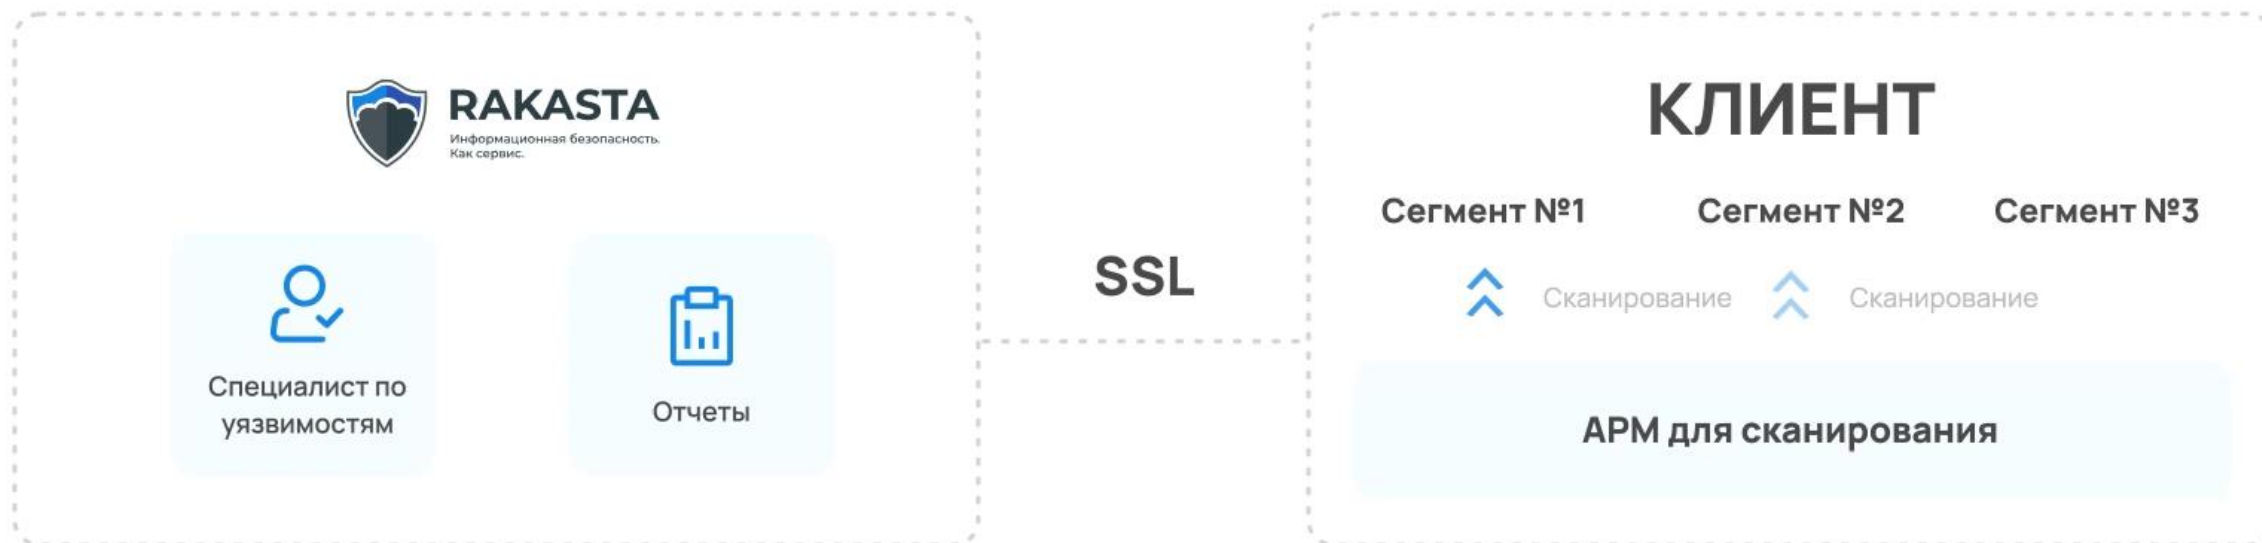 RAKASTA
Информационная безопасность.
Как сервис.
Специалист по
уязвимостям
Отчеты
SSL
КЛИЕНТ
Сегмент №1 Сегмент №2 Сегмент №3
Сканирование Сканирование
АРМ для сканирования